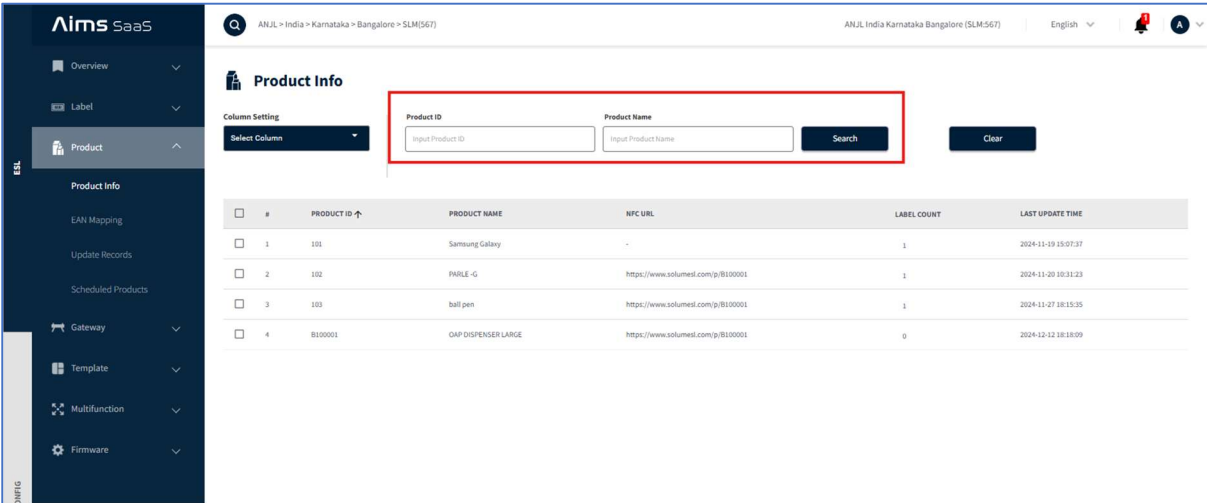 Aims SaaS
ANJL > India > Karnataka > Bangalore > SLM(567)
ANJL India Karnataka Bangalore (SLM:567)
English
1
A
ESL
Overview
Label
Product
Product Info
EAN Mapping
Update Records
Scheduled Products
Gateway
Template
Multifunction
Firmware
Product Info
Column Setting
Product ID
Product Name
Select Column
Input Product ID
Input Product Name
Search
Clear
# PRODUCT ID PRODUCT NAME NFC URL LABEL COUNT LAST UPDATE TIME
1 101 Samsung Galaxy - 1 2024-11-19 15:07:37
2 102 PARLE -G https://www.solumesl.com/p/B100001 1 2024-11-20 10:31:23
3 103 ball pen https://www.solumesl.com/p/B100001 1 2024-11-27 18:15:35
4 B100001 OAP DISPENSER LARGE https://www.solumesl.com/p/B100001 0 2024-12-12 18:18:09